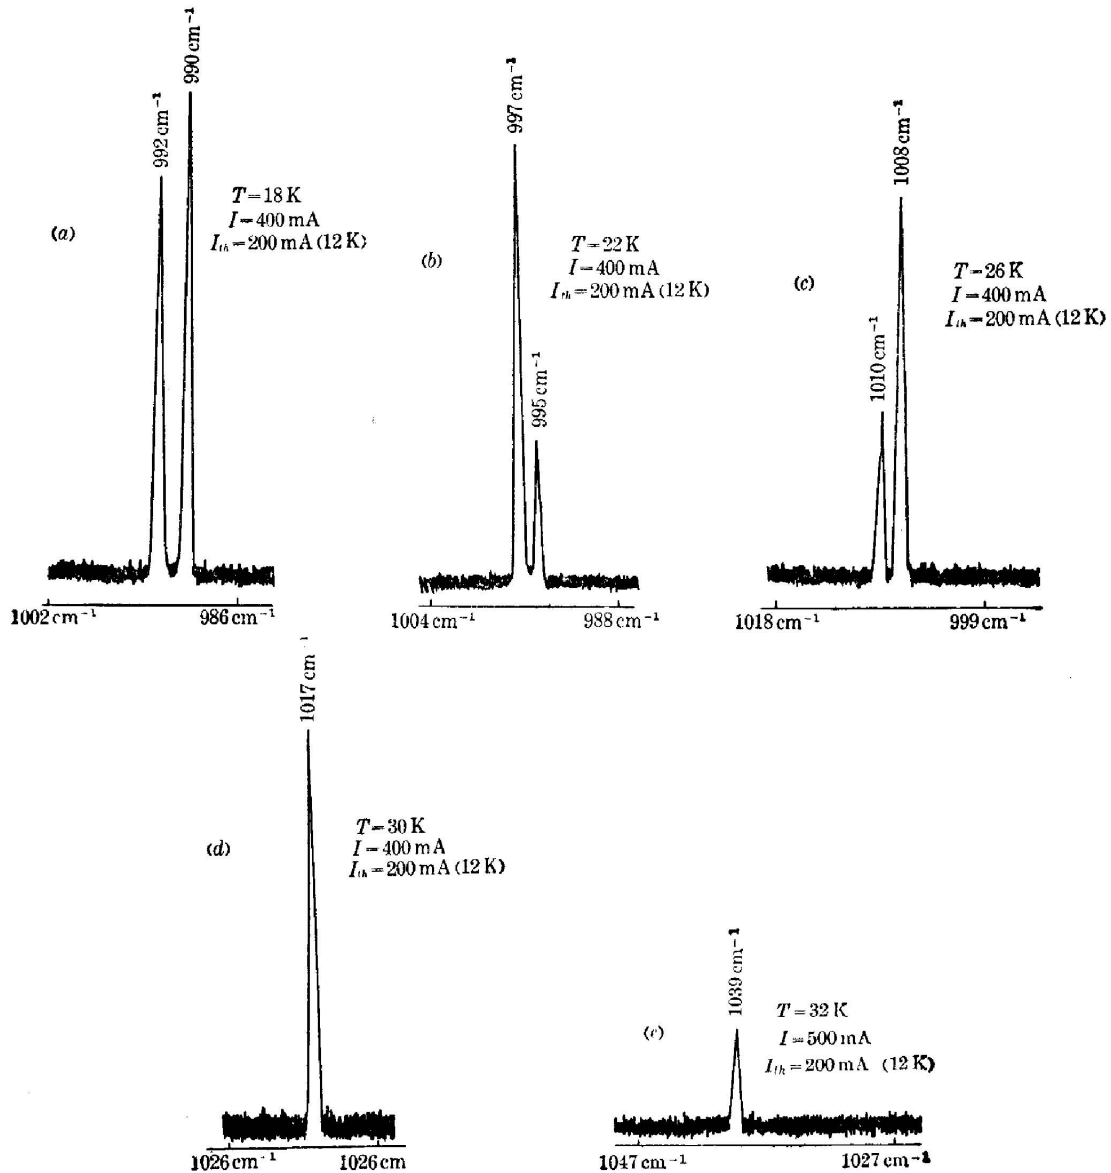 (a)
992 cm⁻¹
990 cm⁻¹
T=18 K
I=400 mA
Ith=200 mA (12 K)
1002 cm⁻¹
986 cm⁻¹
(b)
997 cm⁻¹
995 cm⁻¹
T=22 K
I=400 mA
Ith=200 mA (12 K)
1004 cm⁻¹
988 cm⁻¹
(c)
1010 cm⁻¹
1008 cm⁻¹
T=26 K
I=400 mA
Ith=200 mA (12 K)
1018 cm⁻¹
999 cm⁻¹
(d)
1017 cm⁻¹
T=30 K
I=400 mA
Ith=200 mA (12 K)
1026 cm⁻¹
1026 cm
(e)
1039 cm⁻¹
T=32 K
I=500 mA
Ith=200 mA (12 K)
1047 cm⁻¹
1027 cm⁻¹